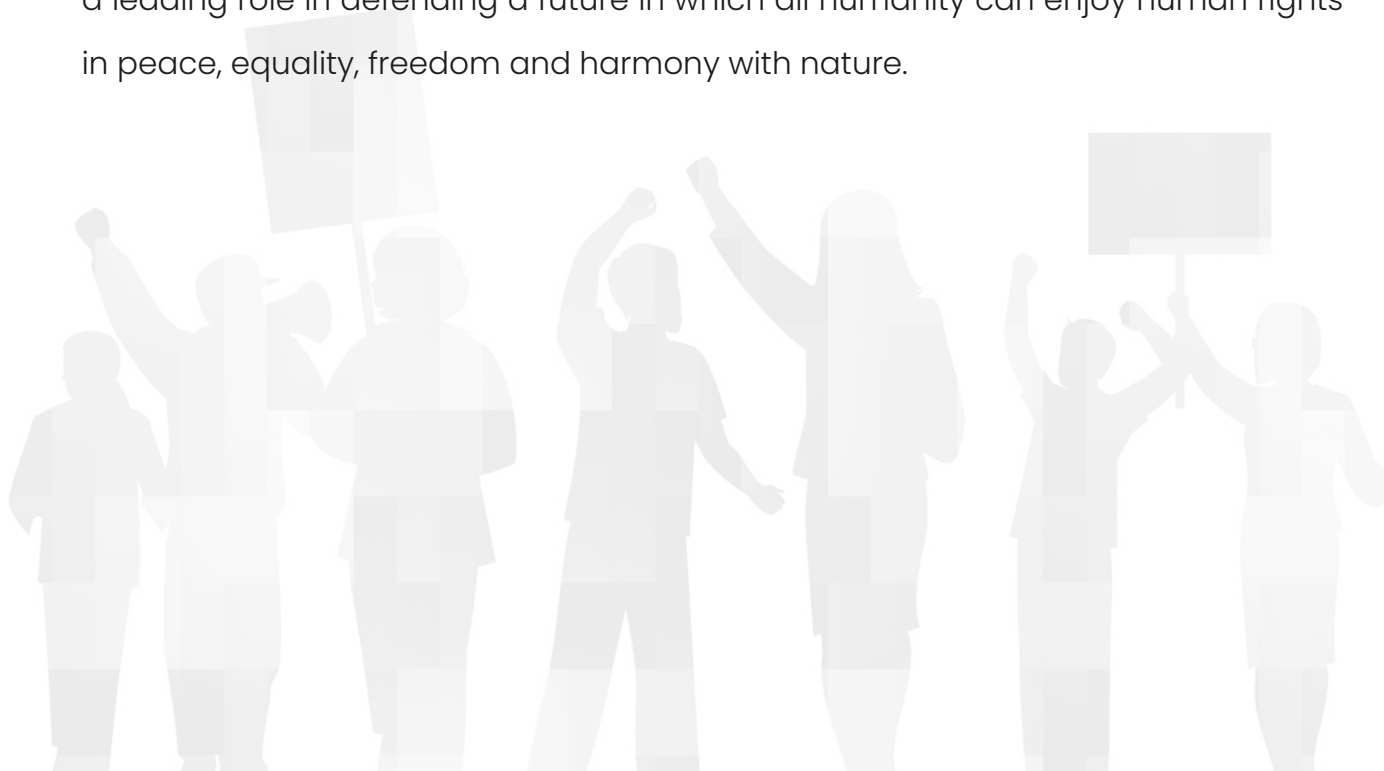 a leading role in defending a future in which all humanity can enjoy human rights
in peace, equality, freedom and harmony with nature.